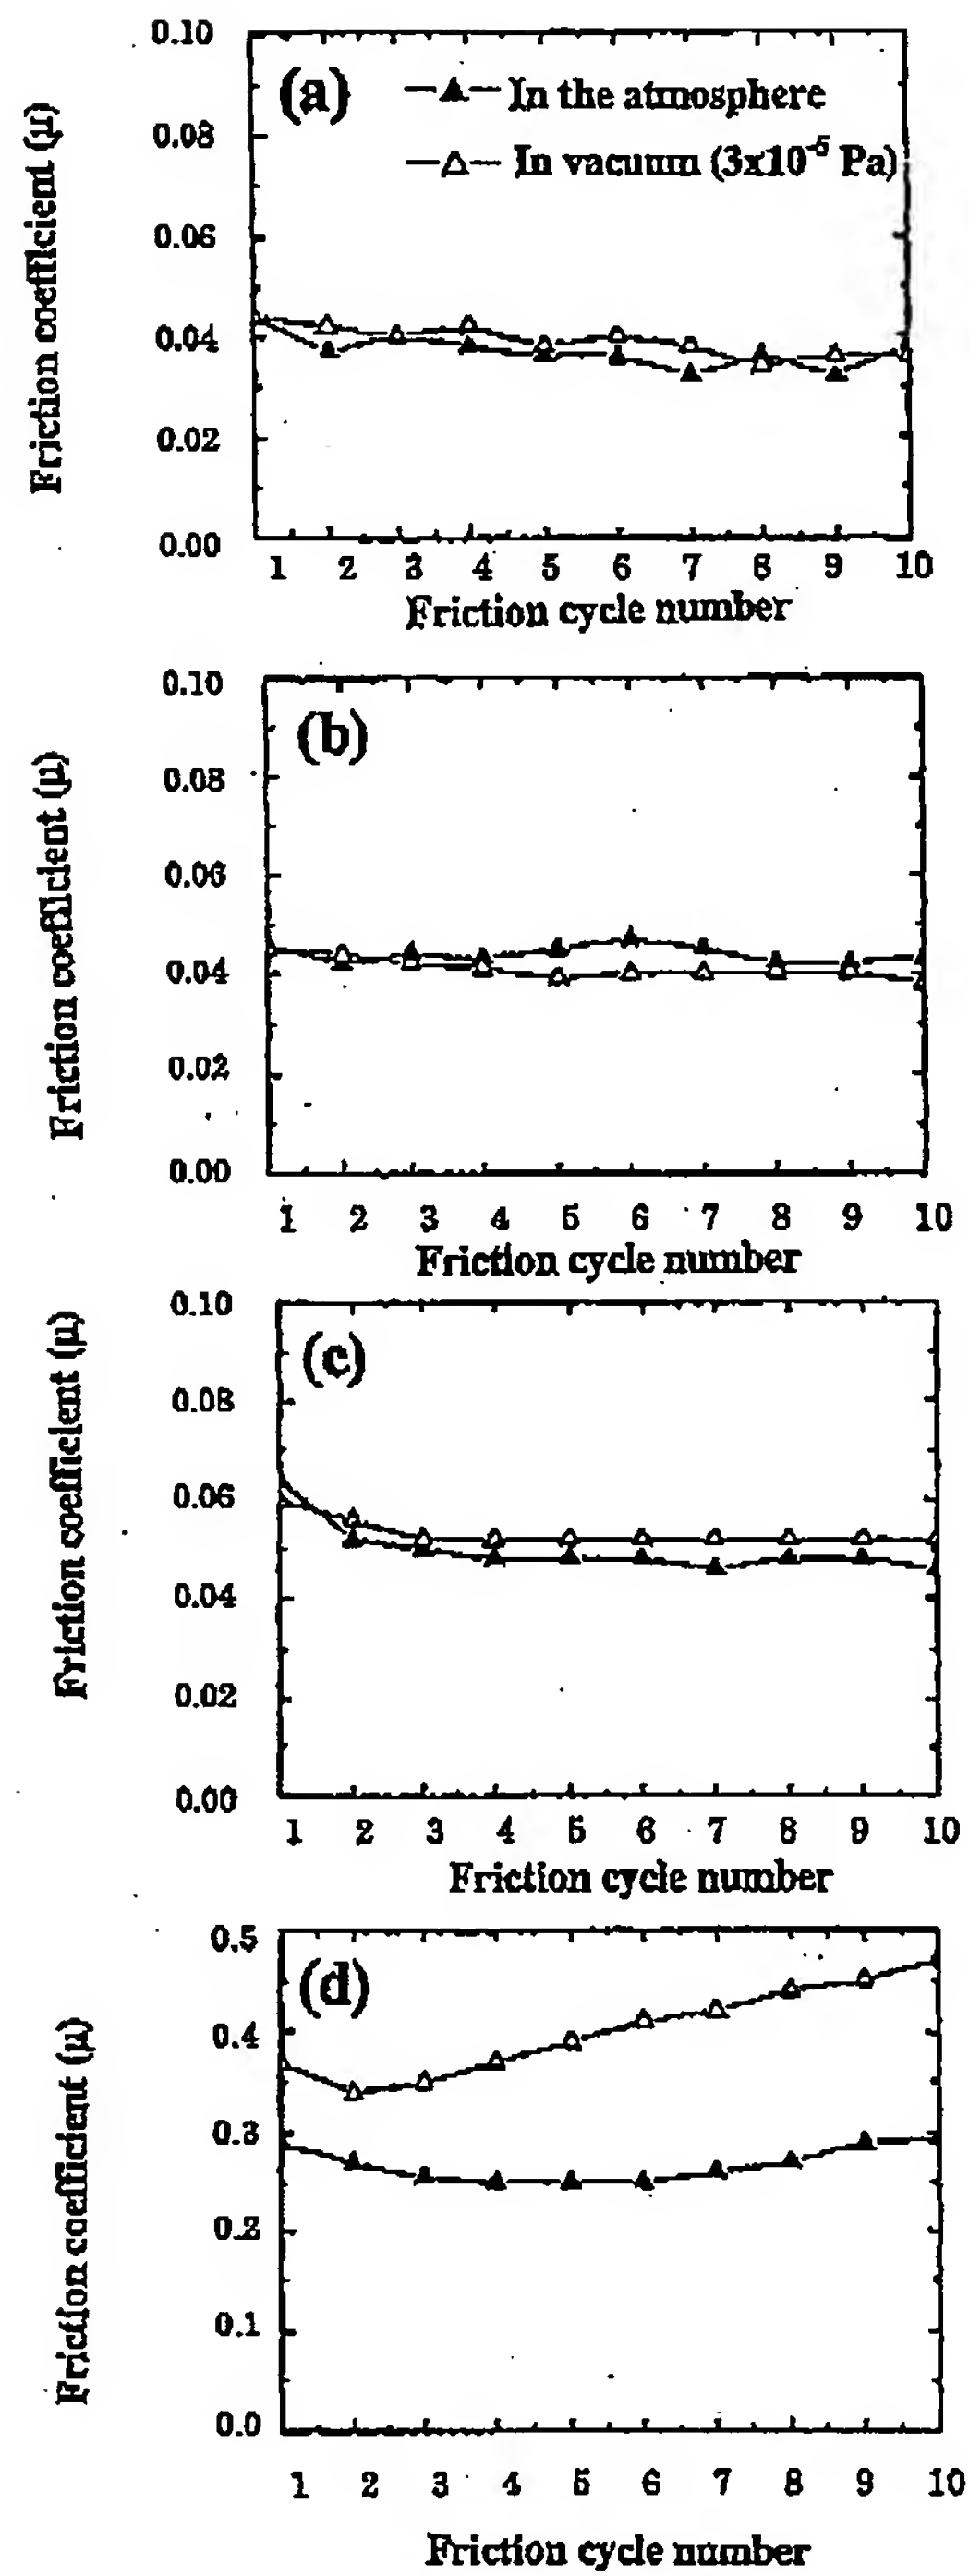 0.10
(a)
In the atmosphere
In vacuum (3x10⁻⁵ Pa)
0.08
0.06
0.04
0.02
0.00
Friction coefficient (μ)
1 2 3 4 5 6 7 8 9 10
Friction cycle number
0.10
(b)
0.08
0.06
0.04
0.02
0.00
Friction coefficient (μ)
1 2 3 4 5 6 7 8 9 10
Friction cycle number
0.10
(c)
0.08
0.06
0.04
0.02
0.00
Friction coefficient (μ)
1 2 3 4 5 6 7 8 9 10
Friction cycle number
0.5
(d)
0.4
0.3
0.2
0.1
0.0
Friction coefficient (μ)
1 2 3 4 5 6 7 8 9 10
Friction cycle number